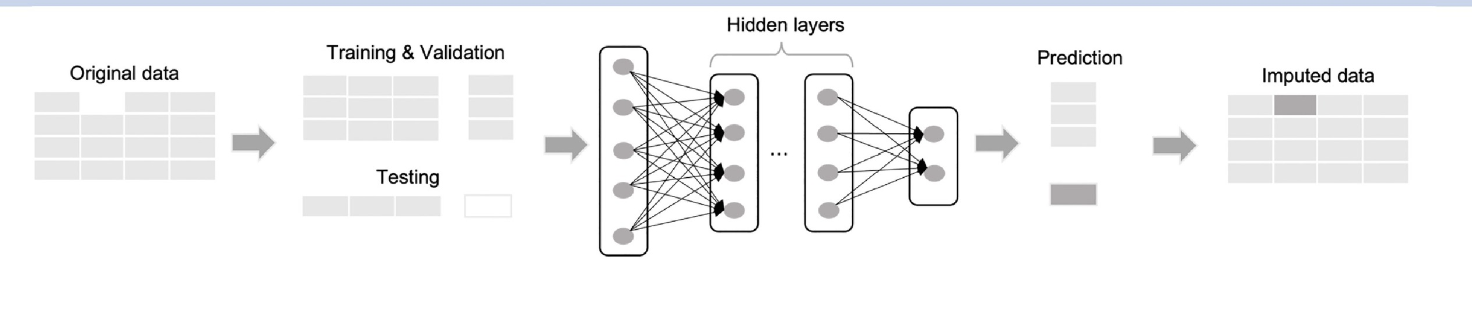 Original data
Training & Validation
Testing
Hidden layers
...
Prediction
Imputed data